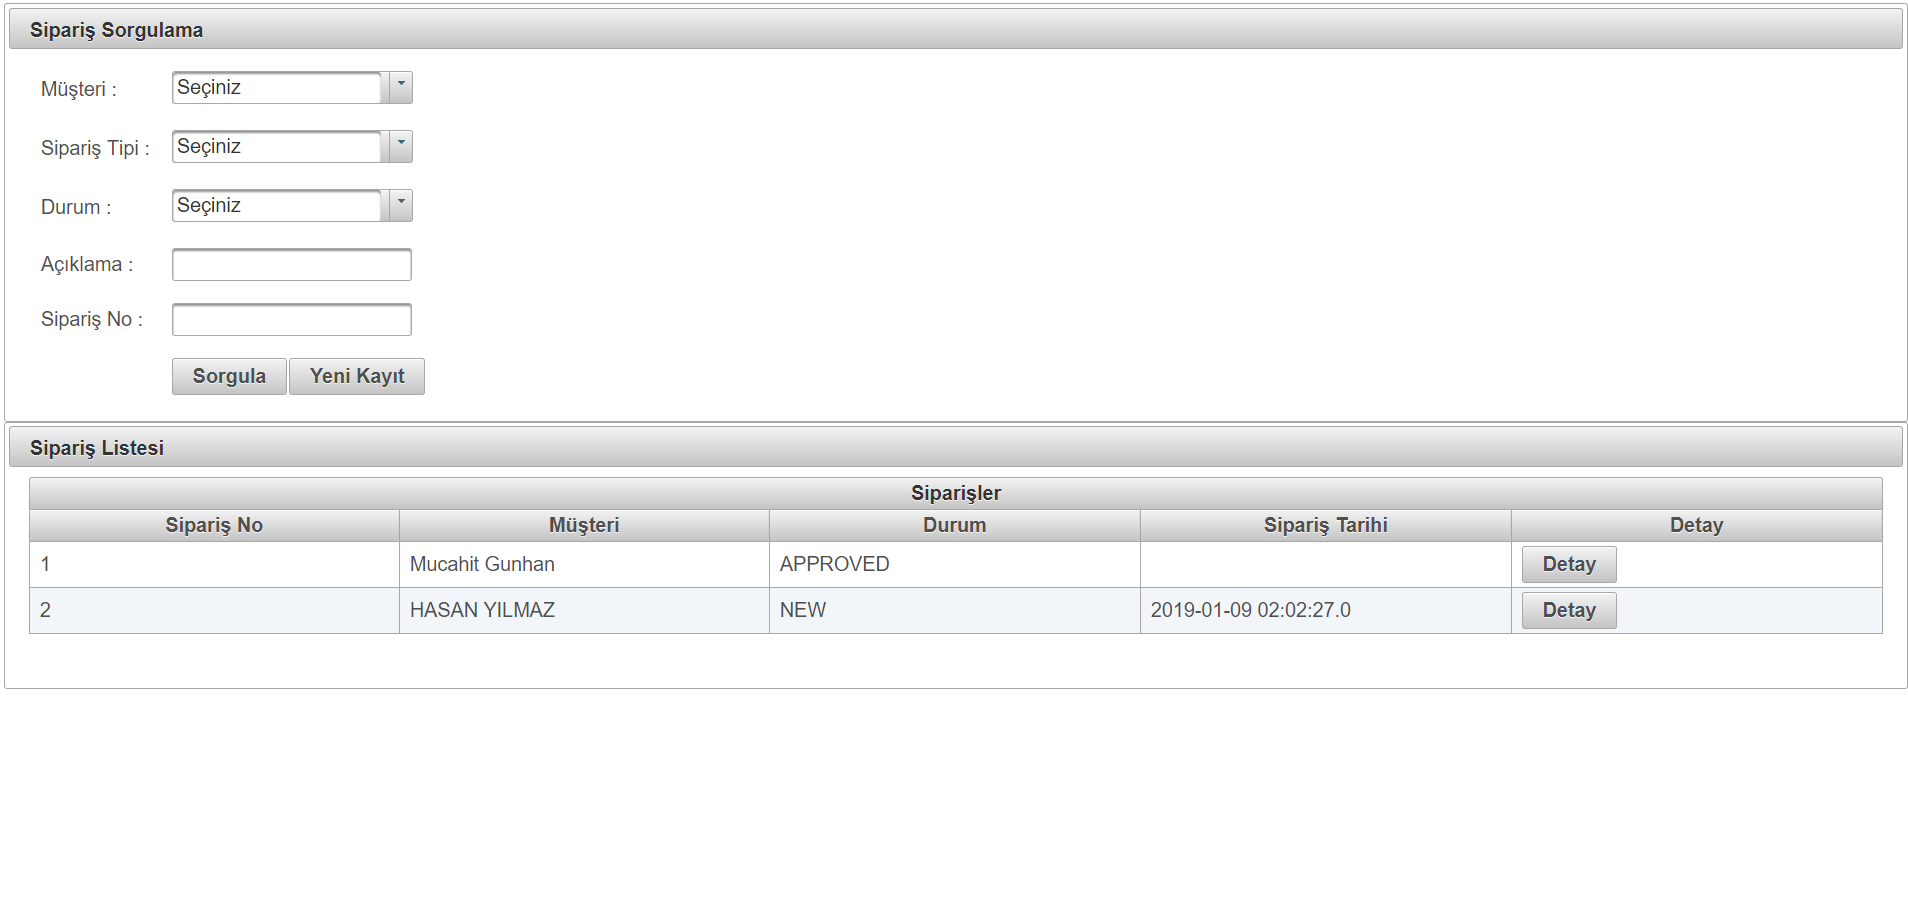 Sipariş Sorgulama
Müşteri : Seçiniz
Sipariş Tipi : Seçiniz
Durum : Seçiniz
Açıklama :
Sipariş No :
Sorgula Yeni Kayıt
Sipariş Listesi
Siparişler
Sipariş No Müşteri Durum Sipariş Tarihi Detay
1 Mucahit Gunhan APPROVED Detay
2 HASAN YILMAZ NEW 2019-01-09 02:02:27.0 Detay